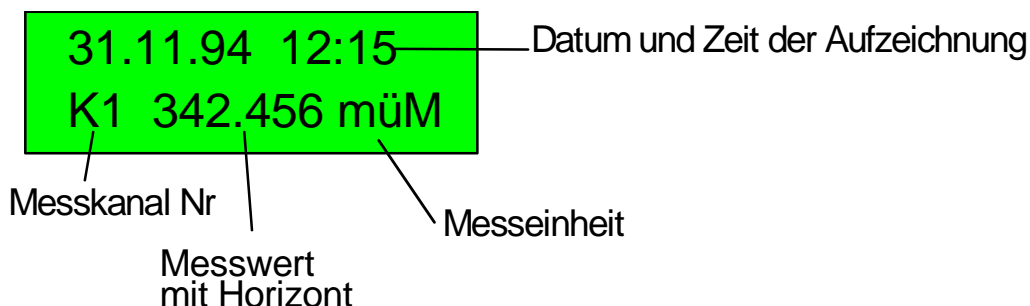 31.11.94 12:15
Datum und Zeit der Aufzeichnung
K1 342.456 müM
Messkanal Nr
Messeinheit
Messwert
mit Horizont